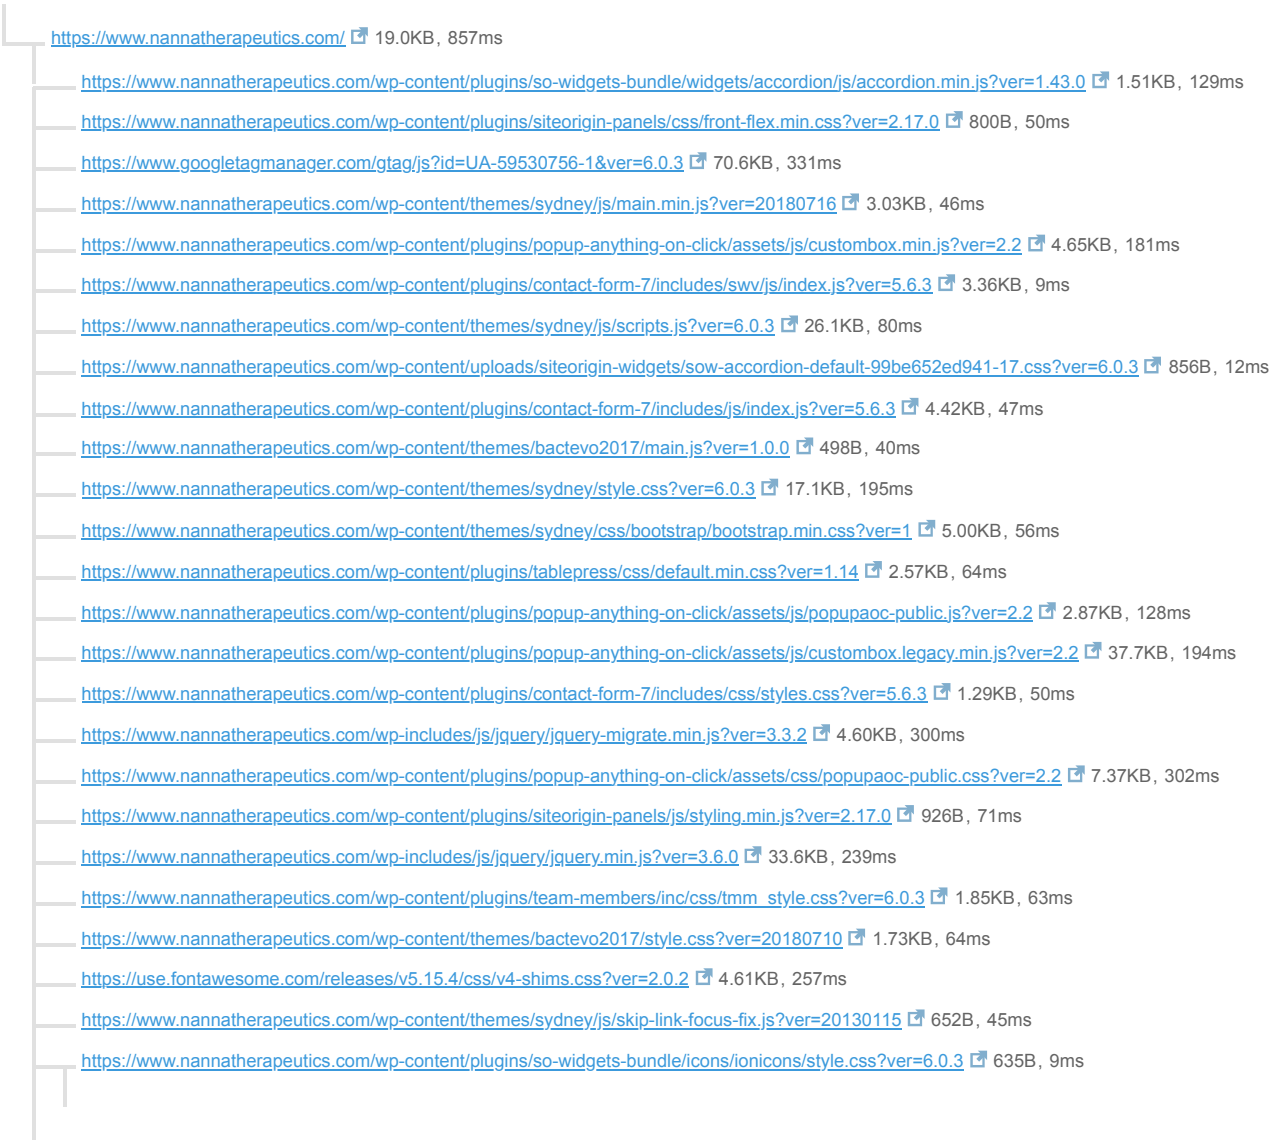 https://www.nannatherapeutics.com/ 19.0KB, 857ms
https://www.nannatherapeutics.com/wp-content/plugins/so-widgets-bundle/widgets/accordion/js/accordion.min.js?ver=1.43.0 1.51KB, 129ms
https://www.nannatherapeutics.com/wp-content/plugins/siteorigin-panels/css/front-flex.min.css?ver=2.17.0 800B, 50ms
https://www.googletagmanager.com/gtag/js?id=UA-59530756-1&ver=6.0.3 70.6KB, 331ms
https://www.nannatherapeutics.com/wp-content/themes/sydney/js/main.min.js?ver=20180716 3.03KB, 46ms
https://www.nannatherapeutics.com/wp-content/plugins/popup-anything-on-click/assets/js/custombox.min.js?ver=2.2 4.65KB, 181ms
https://www.nannatherapeutics.com/wp-content/plugins/contact-form-7/includes/swv/js/index.js?ver=5.6.3 3.36KB, 9ms
https://www.nannatherapeutics.com/wp-content/themes/sydney/js/scripts.js?ver=6.0.3 26.1KB, 80ms
https://www.nannatherapeutics.com/wp-content/uploads/siteorigin-widgets/sow-accordion-default-99be652ed941-17.css?ver=6.0.3 856B, 12ms
https://www.nannatherapeutics.com/wp-content/plugins/contact-form-7/includes/js/index.js?ver=5.6.3 4.42KB, 47ms
https://www.nannatherapeutics.com/wp-content/themes/bactevo2017/main.js?ver=1.0.0 498B, 40ms
https://www.nannatherapeutics.com/wp-content/themes/sydney/style.css?ver=6.0.3 17.1KB, 195ms
https://www.nannatherapeutics.com/wp-content/themes/sydney/css/bootstrap/bootstrap.min.css?ver=1 5.00KB, 56ms
https://www.nannatherapeutics.com/wp-content/plugins/tablepress/css/default.min.css?ver=1.14 2.57KB, 64ms
https://www.nannatherapeutics.com/wp-content/plugins/popup-anything-on-click/assets/js/popupaoc-public.js?ver=2.2 2.87KB, 128ms
https://www.nannatherapeutics.com/wp-content/plugins/popup-anything-on-click/assets/js/custombox.legacy.min.js?ver=2.2 37.7KB, 194ms
https://www.nannatherapeutics.com/wp-content/plugins/contact-form-7/includes/css/styles.css?ver=5.6.3 1.29KB, 50ms
https://www.nannatherapeutics.com/wp-includes/js/jquery/jquery-migrate.min.js?ver=3.3.2 4.60KB, 300ms
https://www.nannatherapeutics.com/wp-content/plugins/popup-anything-on-click/assets/css/popupaoc-public.css?ver=2.2 7.37KB, 302ms
https://www.nannatherapeutics.com/wp-content/plugins/siteorigin-panels/js/styling.min.js?ver=2.17.0 926B, 71ms
https://www.nannatherapeutics.com/wp-includes/js/jquery/jquery.min.js?ver=3.6.0 33.6KB, 239ms
https://www.nannatherapeutics.com/wp-content/plugins/team-members/inc/css/tmm_style.css?ver=6.0.3 1.85KB, 63ms
https://www.nannatherapeutics.com/wp-content/themes/bactevo2017/style.css?ver=20180710 1.73KB, 64ms
https://use.fontawesome.com/releases/v5.15.4/css/v4-shims.css?ver=2.0.2 4.61KB, 257ms
https://www.nannatherapeutics.com/wp-content/themes/sydney/js/skip-link-focus-fix.js?ver=20130115 652B, 45ms
https://www.nannatherapeutics.com/wp-content/plugins/so-widgets-bundle/icons/ionicons/style.css?ver=6.0.3 635B, 9ms